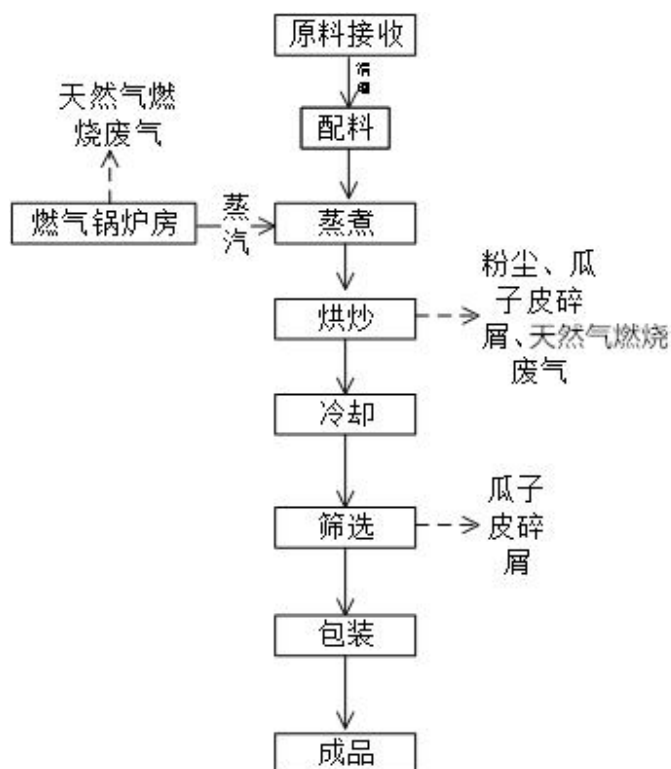 原料接收
配料
天然气燃
烧废气
燃气锅炉房
蒸
汽
蒸煮
烘炒
粉尘、瓜
子皮碎
屑、天然气燃烧
废气
冷却
筛选
瓜子
皮碎
屑
包装
成品